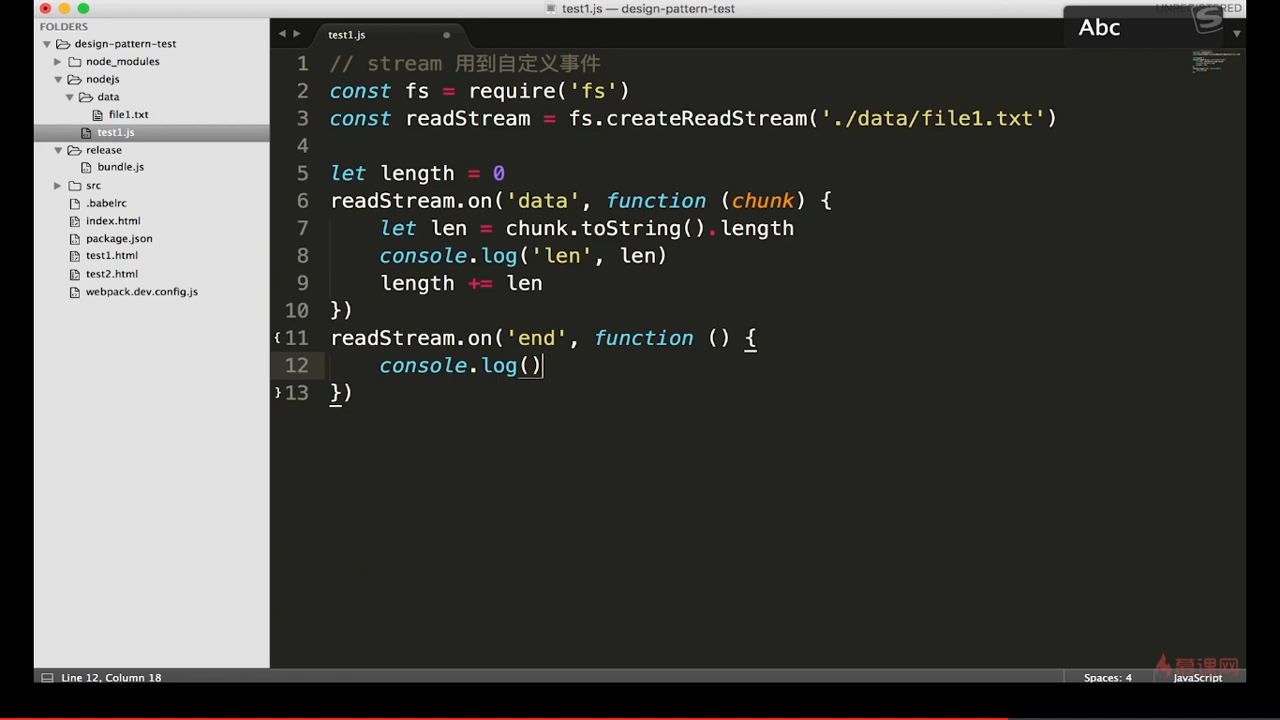 test1.js — design-pattern-test
UNREGISTERED
Abc
FOLDERS
design-pattern-test
node_modules
nodejs
data
file1.txt
test1.js
release
bundle.js
src
.babelrc
index.html
package.json
test1.html
test2.html
webpack.dev.config.js
test1.js
1 // stream 用到自定义事件
2 const fs = require('fs')
3 const readStream = fs.createReadStream('./data/file1.txt')
4
5 let length = 0
6 readStream.on('data', function (chunk) {
7 let len = chunk.toString().length
8 console.log('len', len)
9 length += len
10 })
11 readStream.on('end', function () {
12 console.log()
13 })
慕课网
Line 12, Column 18
Spaces: 4
JavaScript